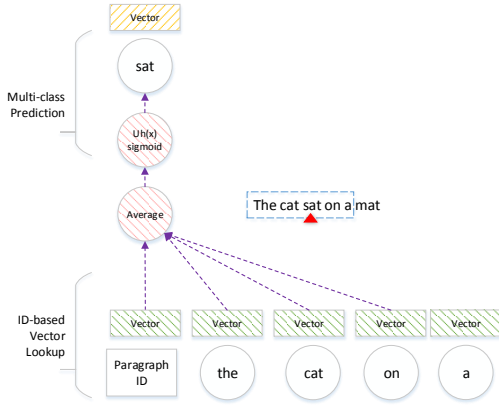 Vector
sat
Multi-class
Prediction
Uh(x)
sigmoid
Average
The cat sat on a mat
ID-based
Vector
Lookup
Vector
Vector
Vector
Vector
Vector
Paragraph
ID
the
cat
on
a